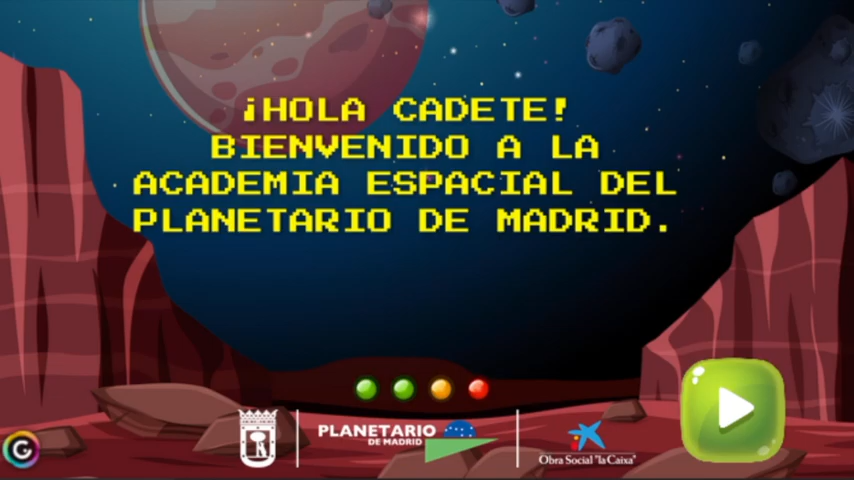 ¡HOLA CADETE!
BIENVENIDO A LA
ACADEMIA ESPACIAL DEL
PLANETARIO DE MADRID.
PLANETARIO
DE MADRID
Obra Social "la Caixa"
G